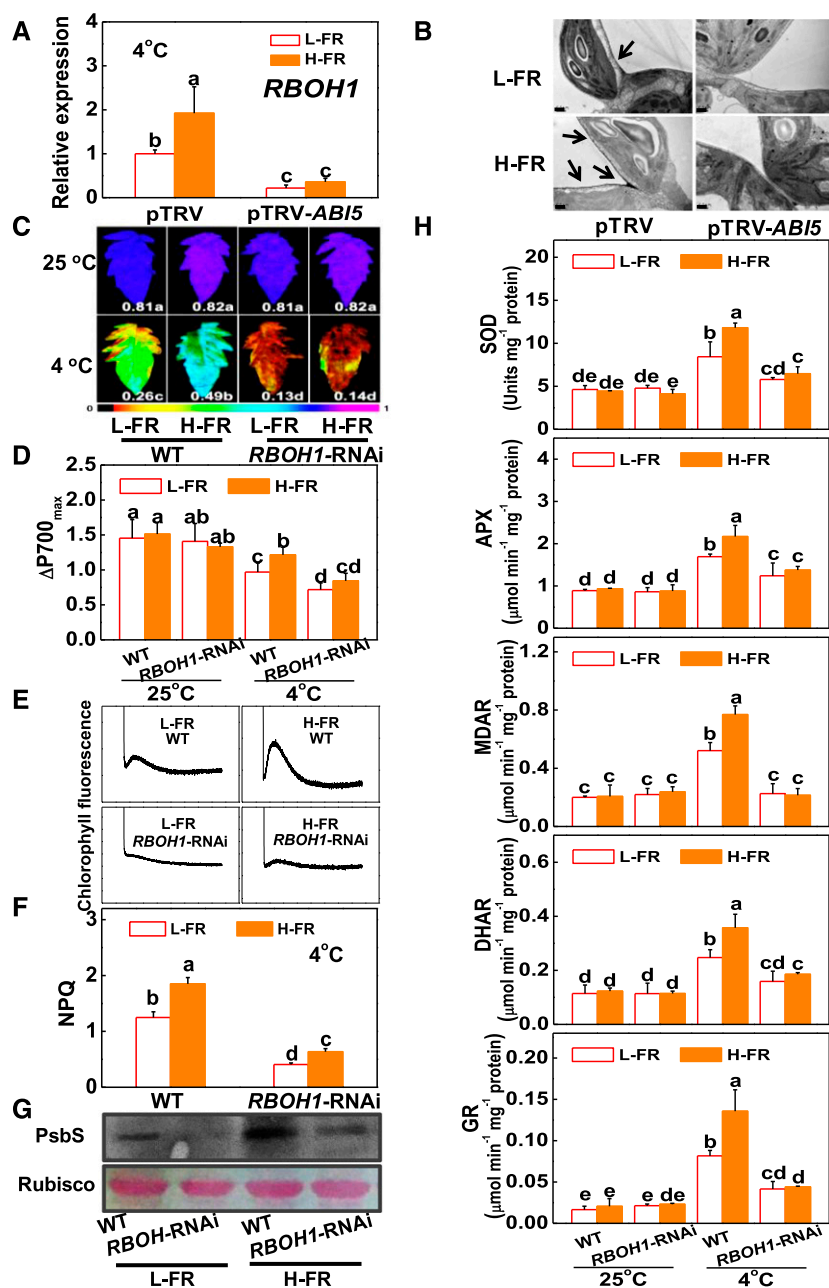 A
4°C
L-FR
H-FR
RBOH1
Relative expression
4
3
2
1
0
b
a
c
c
pTRV
pTRV-ABI5
B
L-FR
H-FR
pTRV
pTRV-ABI5
C
25 °C
0.81a
0.82a
0.81a
0.82a
4 °C
0.26c
0.49b
0.13d
0.14d
0
1
L-FR
H-FR
L-FR
H-FR
WT
RBOH1-RNAi
D
L-FR
H-FR
ΔP700max
2.5
2.0
1.5
1.0
0.5
0.0
a
a
ab
ab
c
b
d
cd
WT
RBOH1-RNAi
WT
RBOH1-RNAi
25°C
4°C
E
Chlorophyll fluorescence
L-FR
WT
H-FR
WT
L-FR
RBOH1-RNAi
H-FR
RBOH1-RNAi
F
L-FR
H-FR
4°C
NPQ
3
2
1
0
b
a
d
c
WT
RBOH1-RNAi
G
PsbS
Rubisco
WT
RBOH-RNAi
WT
RBOH1-RNAi
L-FR
H-FR
H
L-FR
H-FR
SOD
(Units mg-1 protein)
20
15
10
5
0
de
de
de
e
b
a
cd
c
L-FR
H-FR
APX
(μmol min-1 mg-1 protein)
4
3
2
1
0
d
d
d
d
b
a
c
c
L-FR
H-FR
MDAR
(μmol min-1 mg-1 protein)
1.2
0.9
0.6
0.3
0.0
c
c
c
c
b
a
c
c
L-FR
H-FR
DHAR
(μmol min-1 mg-1 protein)
0.6
0.4
0.2
0.0
d
d
d
d
b
a
cd
c
L-FR
H-FR
GR
(μmol min-1 mg-1 protein)
0.20
0.15
0.10
0.05
0.00
e
e
e
de
b
a
cd
d
WT
RBOH1-RNAi
WT
RBOH1-RNAi
25°C
4°C